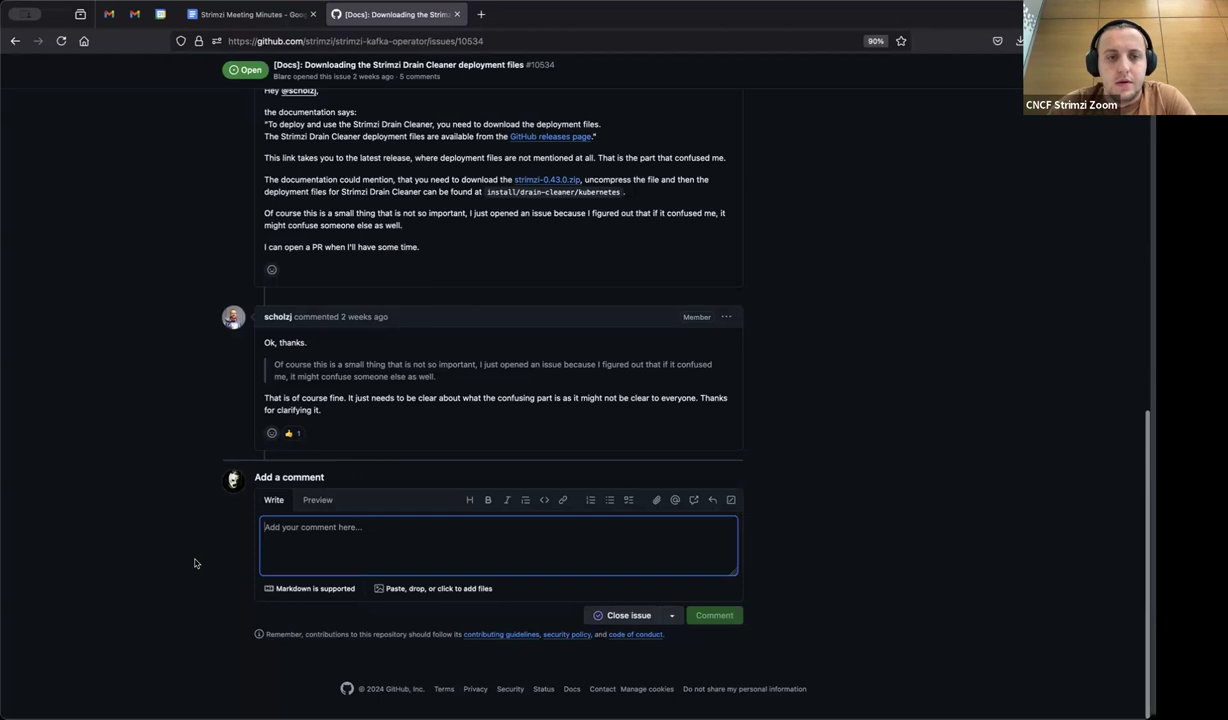 Strimzi Meeting Minutes - Goog
[Docs]: Downloading the Strimz
https://github.com/strimzi/strimzi-kafka-operator/issues/10534
90%
Open
[Docs]: Downloading the Strimzi Drain Cleaner deployment files #10534
Blarc opened this issue 2 weeks ago · 5 comments
CNCF Strimzi Zoom
Hey @scholzj,
the documentation says:
"To deploy and use the Strimzi Drain Cleaner, you need to download the deployment files.
The Strimzi Drain Cleaner deployment files are available from the GitHub releases page."
This link takes you to the latest release, where deployment files are not mentioned at all. That is the part that confused me.
The documentation could mention, that you need to download the strimzi-0.43.0.zip, uncompress the file and then the
deployment files for Strimzi Drain Cleaner can be found at install/drain-cleaner/kubernetes.
Of course this is a small thing that is not so important, I just opened an issue because I figured out that if it confused me, it
might confuse someone else as well.
I can open a PR when I'll have some time.
scholzj commented 2 weeks ago
Member
Ok, thanks.
Of course this is a small thing that is not so important, I just opened an issue because I figured out that if it confused
me, it might confuse someone else as well.
That is of course fine. It just needs to be clear about what the confusing part is as it might not be clear to everyone. Thanks
for clarifying it.
1
Add a comment
Write
Preview
Add your comment here...
Markdown is supported
Paste, drop, or click to add files
Close issue
Comment
Remember, contributions to this repository should follow its contributing guidelines, security policy, and code of conduct.
© 2024 GitHub, Inc.
Terms
Privacy
Security
Status
Docs
Contact
Manage cookies
Do not share my personal information